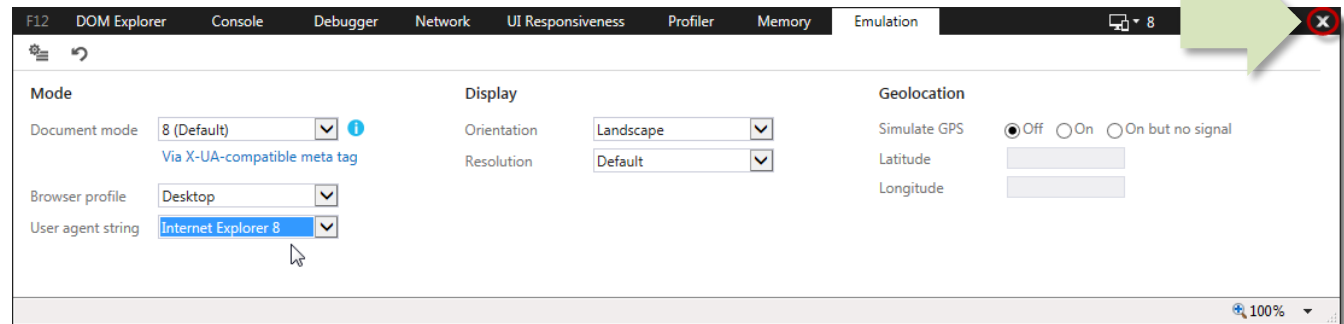 F12 DOM Explorer Console Debugger Network UI Responsiveness Profiler Memory Emulation 8
Mode
Document mode 8 (Default)
Via X-UA-compatible meta tag
Browser profile Desktop
User agent string Internet Explorer 8
Display
Orientation Landscape
Resolution Default
Geolocation
Simulate GPS Off On On but no signal
Latitude
Longitude
100%